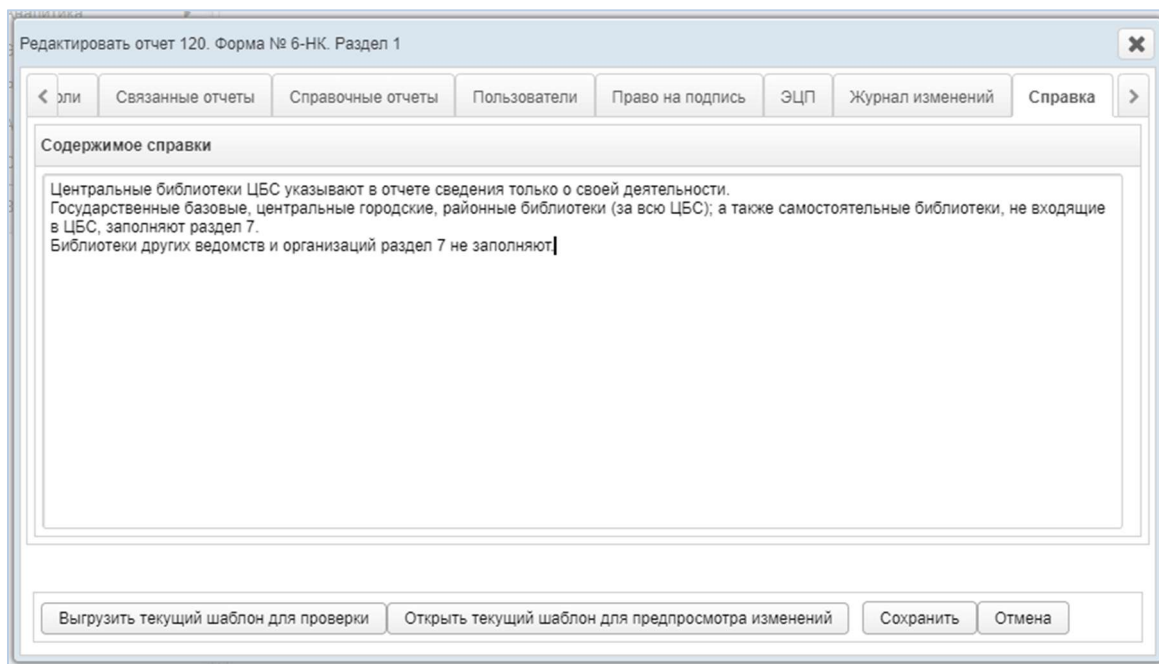 Редактировать отчет 120. Форма № 6-НК. Раздел 1
Связанные отчеты Справочные отчеты Пользователи Право на подпись ЭЦП Журнал изменений Справка
Содержимое справки
Центральные библиотеки ЦБС указывают в отчете сведения только о своей деятельности.
Государственные базовые, центральные городские, районные библиотеки (за всю ЦБС); а также самостоятельные библиотеки, не входящие
в ЦБС, заполняют раздел 7.
Библиотеки других ведомств и организаций раздел 7 не заполняют.
Выгрузить текущий шаблон для проверки Открыть текущий шаблон для предпросмотра изменений Сохранить Отмена